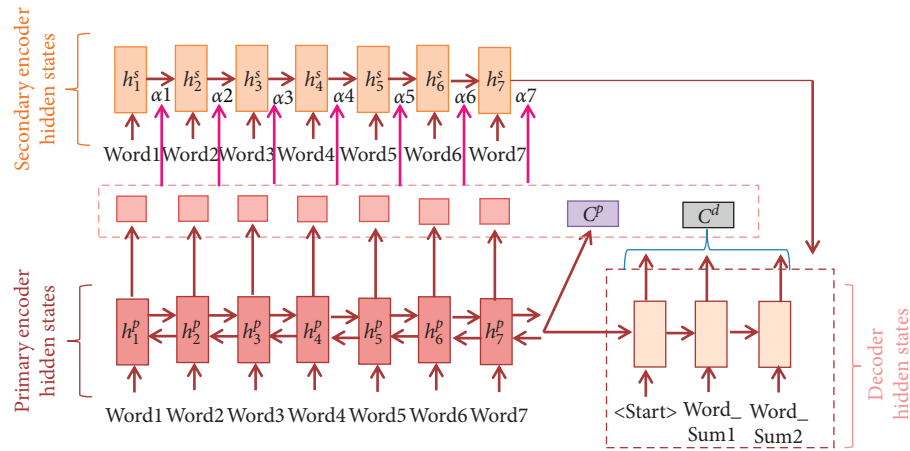 Secondary encoder
hidden states
h₁ˢ h₂ˢ h₃ˢ h₄ˢ h₅ˢ h₆ˢ h₇ˢ
α1 α2 α3 α4 α5 α6 α7
Word1 Word2 Word3 Word4 Word5 Word6 Word7
Cᵖ Cᵈ
Primary encoder
hidden states
h₁ᵖ h₂ᵖ h₃ᵖ h₄ᵖ h₅ᵖ h₆ᵖ h₇ᵖ
Word1 Word2 Word3 Word4 Word5 Word6 Word7
<Start> Word_ Word_
Sum1 Sum2
Decoder
hidden states